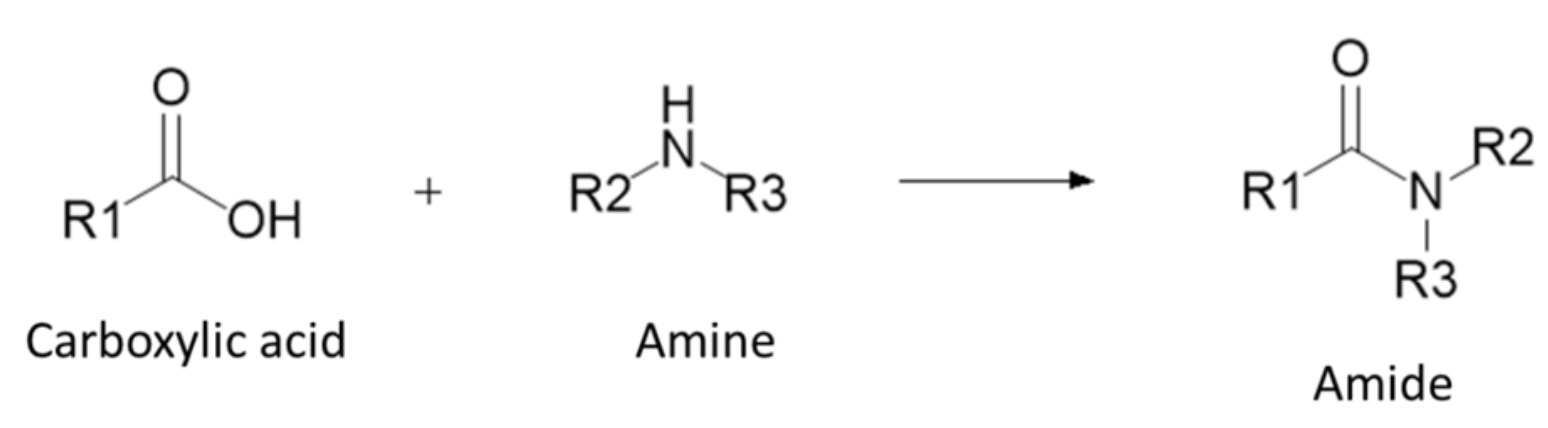 O
R1 OH
+
H
N
R2 R3
O
R1 N R2
R3
Carboxylic acid
Amine
Amide